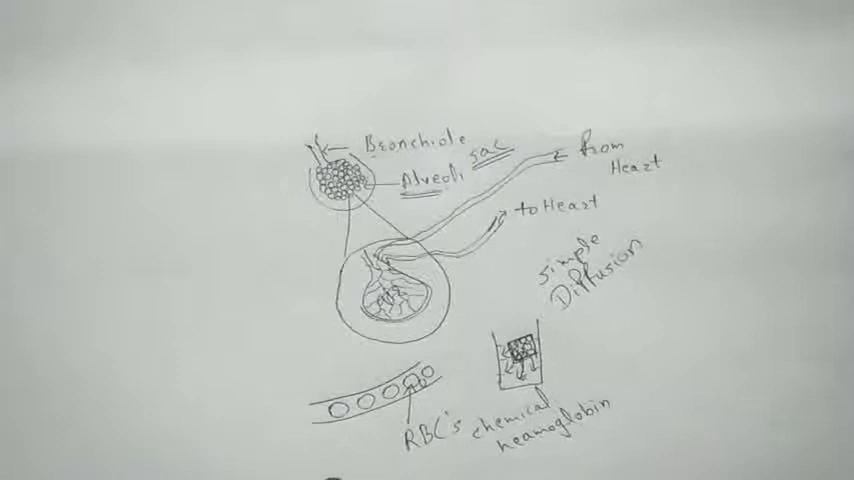 Bronchiole
Alveoli sac
from
Heart
to Heart
simple
Diffusion
RBC's
chemical
heamoglobin